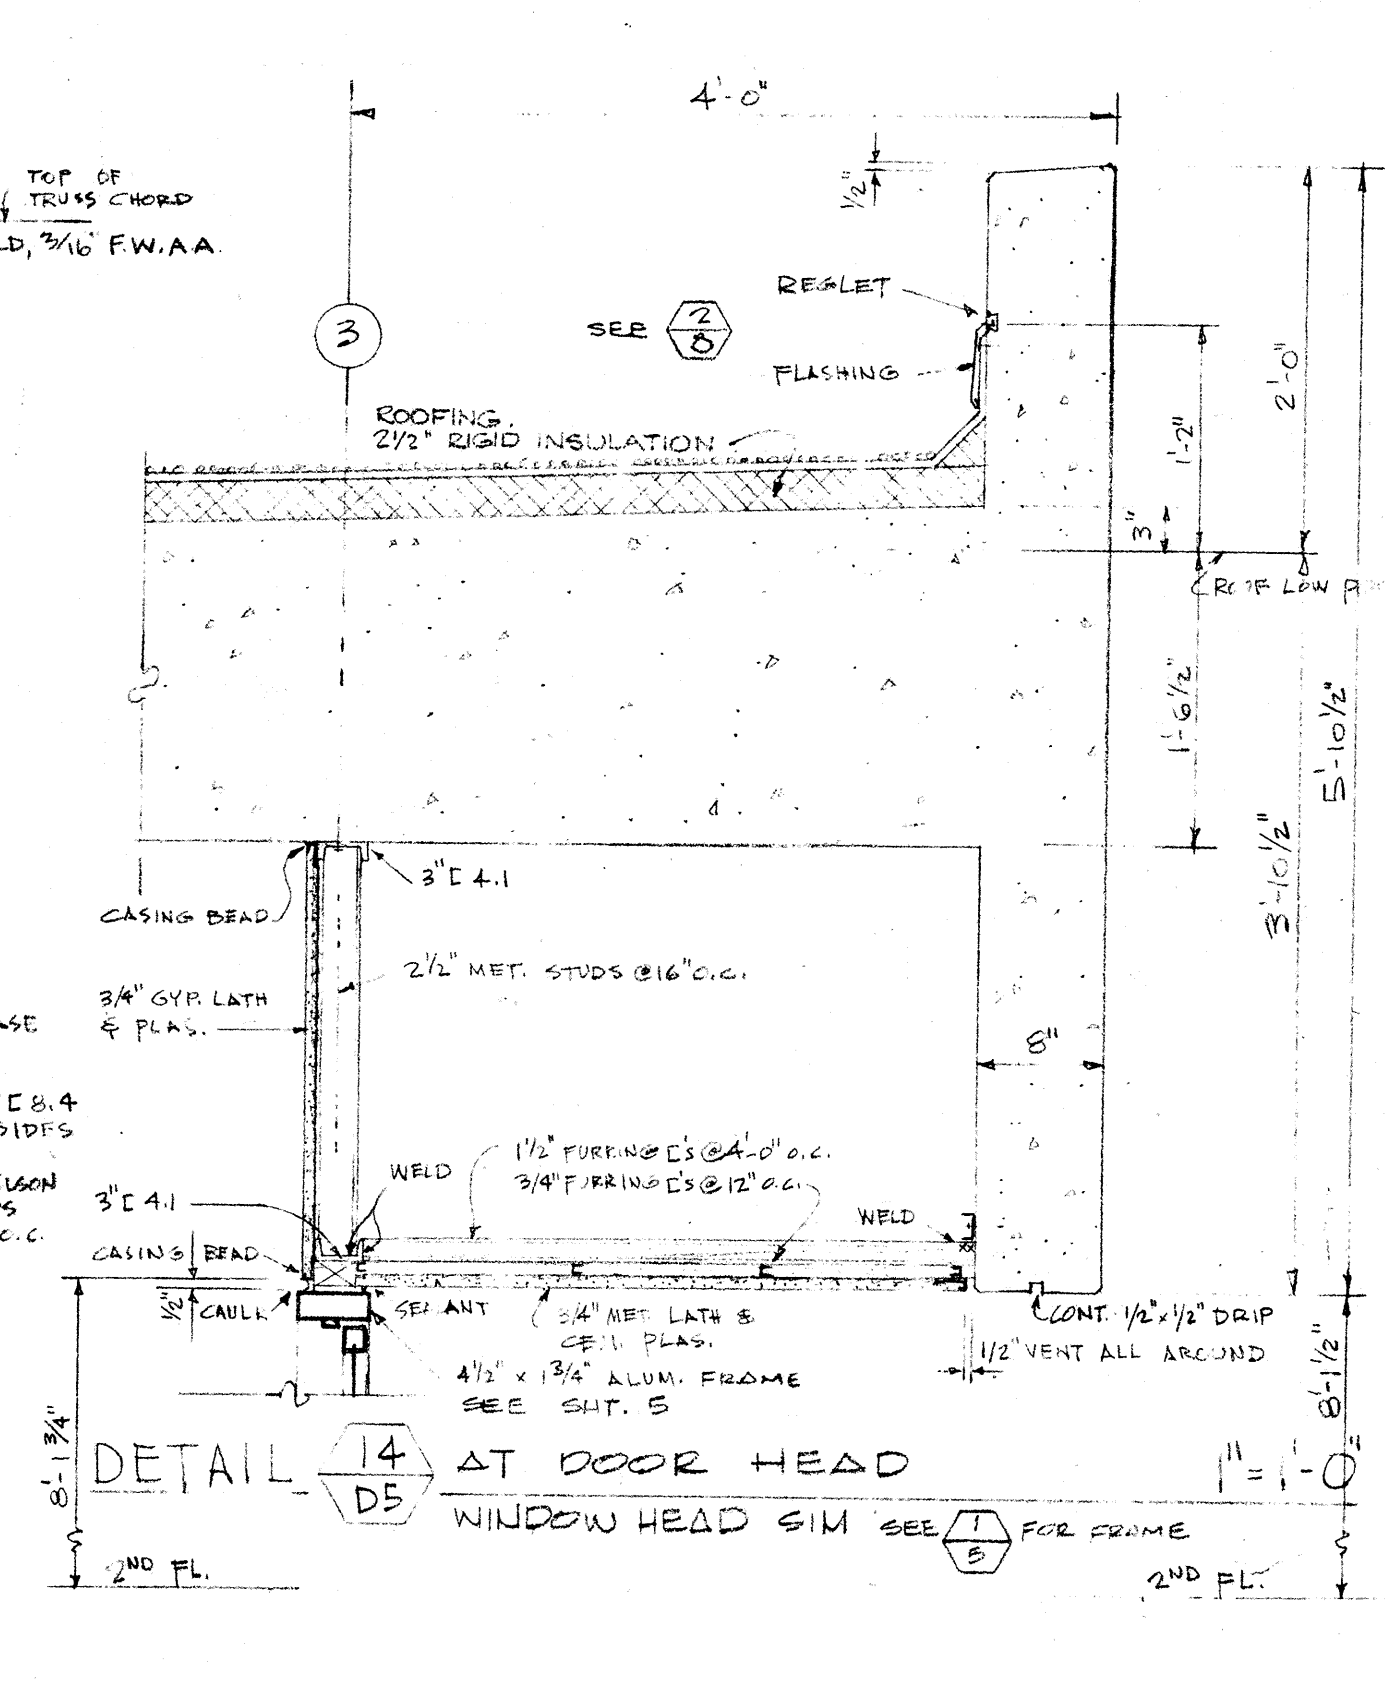 4'-0"
TOP OF
TRUSS CHORD
LD, 3/16" F.W.A.A.
1/2"
REGLET
3
SEE 2
8
FLASHING
ROOFING.
2 1/2" RIGID INSULATION
2'-0"
1'-2"
3"
ROOF LOW
1'-6 1/2"
5'-10 1/2"
3'-10 1/2"
3"[ 4.1
CASING BEAD
2 1/2" MET. STUDS @16"O.C.
3/4" GYP. LATH
& PLAS.
8"
[ 8.4
SIDES
O.C.
1 1/2" FURRING ['S @4'-0" O.C.
3/4" FURRING ['S @ 12" O.C.
WELD
3"[ 4.1
WELD
CASING BEAD
1/2"
CAULK
SEALANT
3/4" MET. LATH &
CEIL. PLAS.
CONT. 1/2"x1/2" DRIP
1/2" VENT ALL AROUND
4 1/2" x 1 3/4" ALUM. FRAME
SEE SHT. 5
8'-1 3/4"
8'-1 1/2"
DETAIL 14 AT DOOR HEAD 1" = 1'-0"
D5
WINDOW HEAD SIM SEE 1 FOR FRAME
5
2ND FL.
2ND FL.